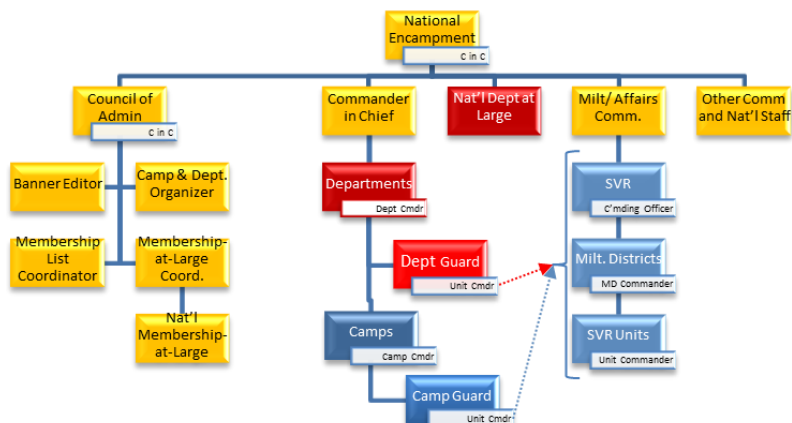 National
Encampment
C in C
Council of
Admin
C in C
Commander
in Chief
Nat'l Dept at
Large
Milt/ Affairs
Comm.
Other Comm
and Nat'l Staff
Banner Editor
Camp & Dept.
Organizer
Departments
Dept Cmdr
SVR
C'mding Officer
Membership
List
Coordinator
Membership-
at-Large
Coord.
Dept Guard
Unit Cmdr
Milt. Districts
MD Commander
Nat'l
Membership-
at-Large
Camps
Camp Cmdr
SVR Units
Unit Commander
Camp Guard
Unit Cmdr